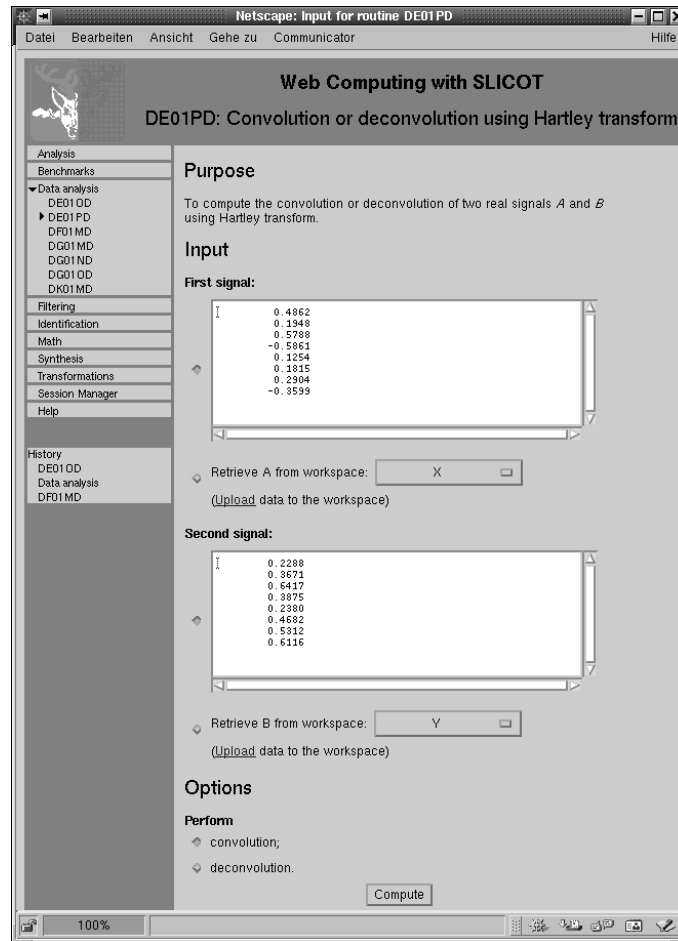 Netscape: Input for routine DE01PD
Datei Bearbeiten Ansicht Gehe zu Communicator Hilfe
Web Computing with SLICOT
DE01PD: Convolution or deconvolution using Hartley transform
Analysis
Benchmarks
Data analysis
DE01OD
DE01PD
DF01MD
DG01MD
DG01ND
DG01OD
DK01MD
Filtering
Identification
Math
Synthesis
Transformations
Session Manager
Help
History
DE01OD
Data analysis
DF01MD
Purpose
To compute the convolution or deconvolution of two real signals A and B
using Hartley transform.
Input
First signal:
0.4862
0.1948
0.5788
-0.5861
0.1254
0.1815
0.2904
-0.3599
Retrieve A from workspace: X
(Upload data to the workspace)
Second signal:
0.2288
0.3671
0.6417
0.3875
0.2380
0.4682
0.5312
0.6116
Retrieve B from workspace: Y
(Upload data to the workspace)
Options
Perform
convolution;
deconvolution.
Compute
100%